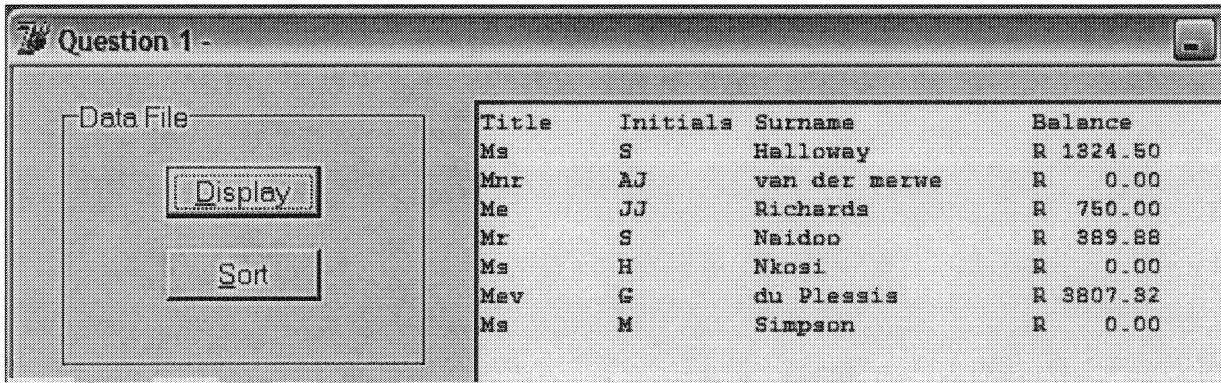 Question 1 -
Data File
Display
Sort
Title Initials Surname Balance
Ms S Halloway R 1324.50
Mnr AJ van der merwe R 0.00
Me JJ Richards R 750.00
Mr S Naidoo R 389.88
Ms H Nkosi R 0.00
Mev G du Plessis R 3807.32
Ms M Simpson R 0.00